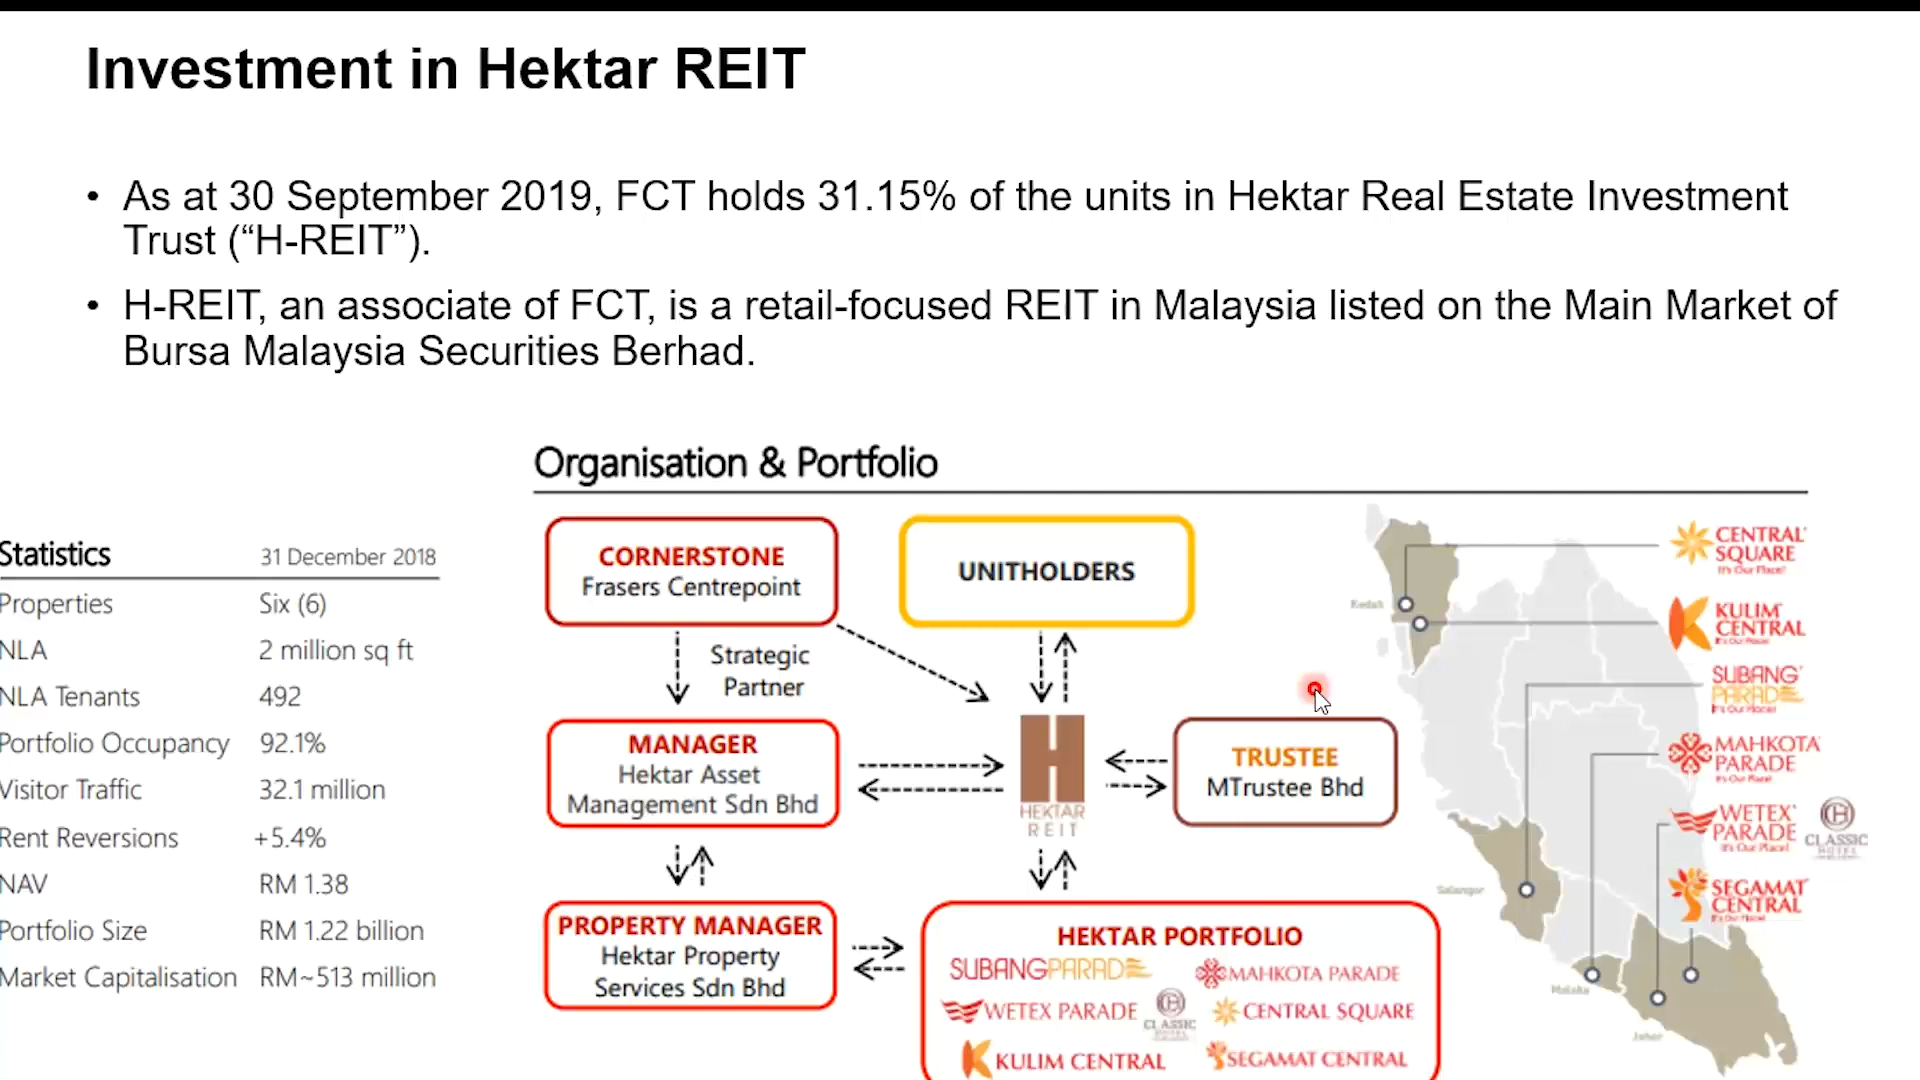 Investment in Hektar REIT
• As at 30 September 2019, FCT holds 31.15% of the units in Hektar Real Estate Investment
Trust (“H-REIT”).
• H-REIT, an associate of FCT, is a retail-focused REIT in Malaysia listed on the Main Market of
Bursa Malaysia Securities Berhad.
Organisation & Portfolio
Statistics 31 December 2018
Properties Six (6)
NLA 2 million sq ft
NLA Tenants 492
Portfolio Occupancy 92.1%
Visitor Traffic 32.1 million
Rent Reversions +5.4%
NAV RM 1.38
Portfolio Size RM 1.22 billion
Market Capitalisation RM~513 million
CORNERSTONE
Frasers Centrepoint
UNITHOLDERS
Strategic
Partner
MANAGER
Hektar Asset
Management Sdn Bhd
HEKTAR
REIT
TRUSTEE
MTrustee Bhd
PROPERTY MANAGER
Hektar Property
Services Sdn Bhd
HEKTAR PORTFOLIO
SUBANG PARADE MAHKOTA PARADE
WETEX PARADE CLASSIC HOTEL CENTRAL SQUARE
KULIM CENTRAL SEGAMAT CENTRAL
Kedah
Selangor
Melaka
Johor
CENTRAL
SQUARE
It's Our Place!
KULIM
CENTRAL
It's Our Place!
SUBANG
PARADE
It's Our Place!
MAHKOTA
PARADE
It's Our Place!
WETEX
PARADE
It's Our Place!
CLASSIC
HOTEL
SEGAMAT
CENTRAL
It's Our Place!